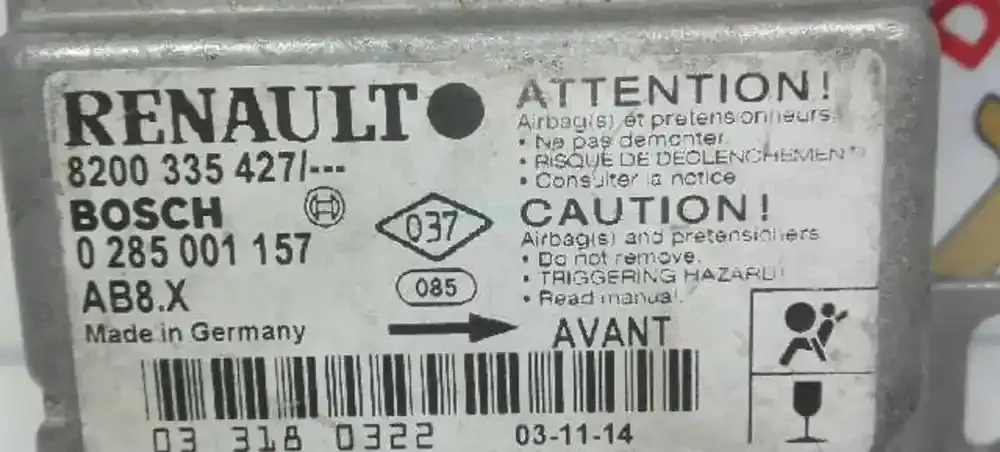 RENAULT
8200 335 427/---
BOSCH
0 285 001 157
AB8.X
Made in Germany
037
085
ATTENTION!
Airbag(s) et pretensionneurs.
• Ne pas demonter.
• RISQUE DE DECLENCHEMENT
• Consulter la notice
CAUTION!
Airbag(s) and pretensioners
• Do not remove.
• TRIGGERING HAZARD!
• Read manual.
AVANT
03 318 0322
03-11-14